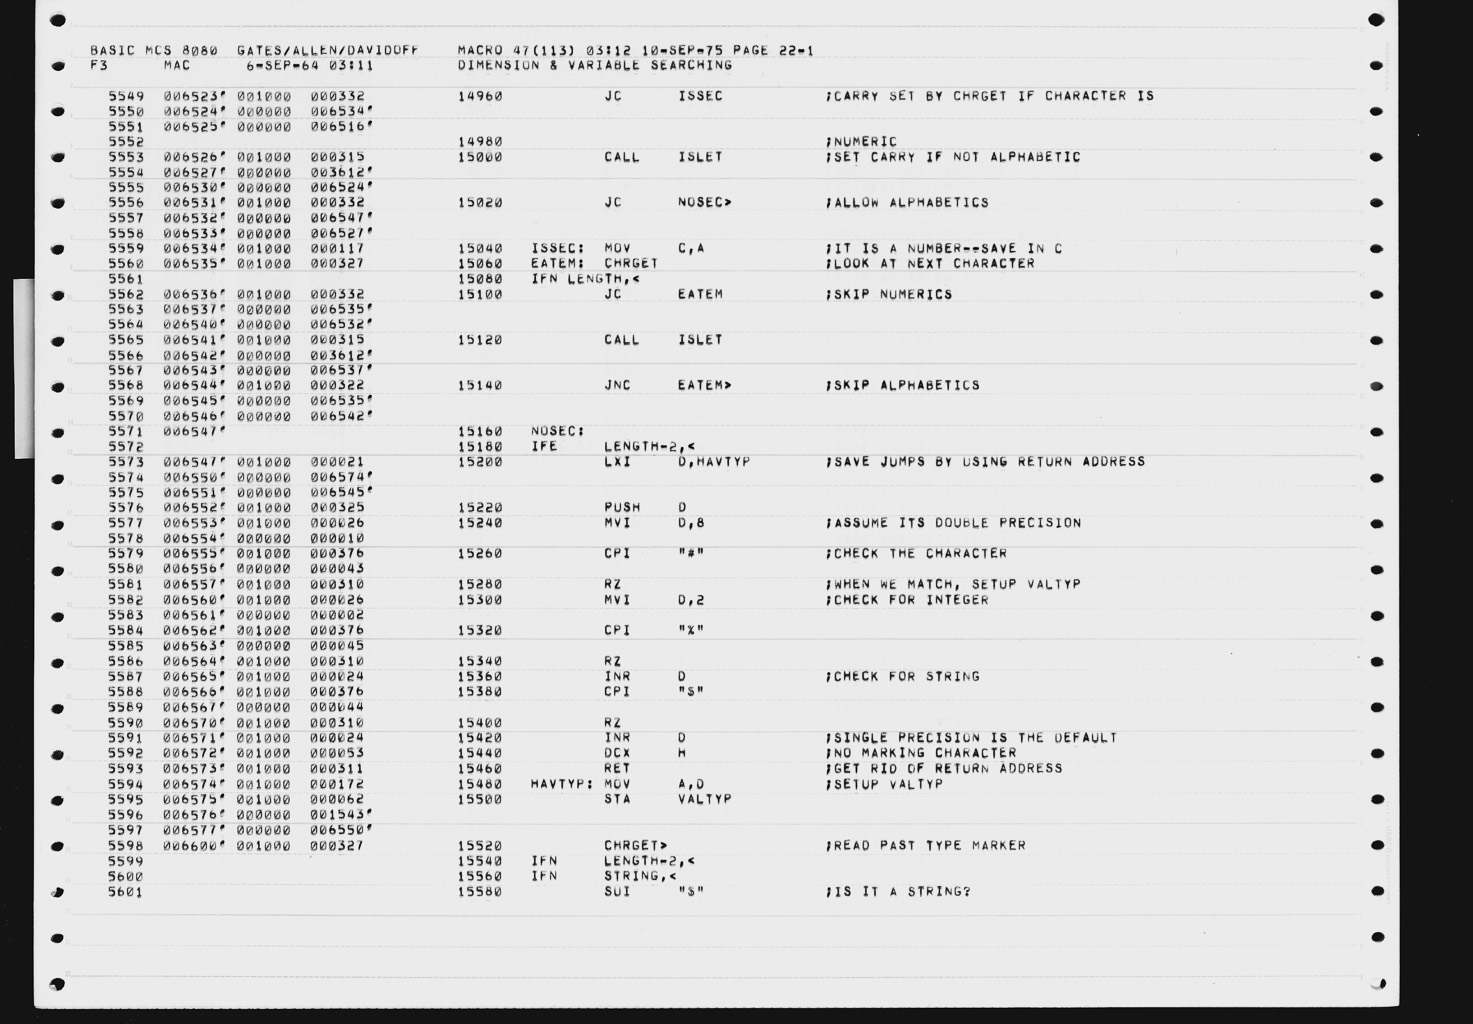 BASIC MCS 8080  GATES/ALLEN/DAVIDOFF    MACRO 47(113) 03:12 10-SEP-75 PAGE 22-1
F3      MAC      6-SEP-64 03:11         DIMENSION & VARIABLE SEARCHING
5549  006523' 001000  000332  14960  JC  ISSEC  ;CARRY SET BY CHRGET IF CHARACTER IS
5550  006524' 000000  006534'
5551  006525' 000000  006516'
5552  14980  ;NUMERIC
5553  006526' 001000  000315  15000  CALL  ISLET  ;SET CARRY IF NOT ALPHABETIC
5554  006527' 000000  003612'
5555  006530' 000000  006524'
5556  006531' 001000  000332  15020  JC  NOSEC>  ;ALLOW ALPHABETICS
5557  006532' 000000  006547'
5558  006533' 000000  006527'
5559  006534' 001000  000117  15040  ISSEC:  MOV  C,A  ;IT IS A NUMBER--SAVE IN C
5560  006535' 001000  000327  15060  EATEM:  CHRGET  ;LOOK AT NEXT CHARACTER
5561  15080  IFN LENGTH,<
5562  006536' 001000  000332  15100  JC  EATEM  ;SKIP NUMERICS
5563  006537' 000000  006535'
5564  006540' 000000  006532'
5565  006541' 001000  000315  15120  CALL  ISLET
5566  006542' 000000  003612'
5567  006543' 000000  006537'
5568  006544' 001000  000322  15140  JNC  EATEM>  ;SKIP ALPHABETICS
5569  006545' 000000  006535'
5570  006546' 000000  006542'
5571  006547'  15160  NOSEC:
5572  15180  IFE  LENGTH-2,<
5573  006547' 001000  000021  15200  LXI  D,HAVTYP  ;SAVE JUMPS BY USING RETURN ADDRESS
5574  006550' 000000  006574'
5575  006551' 000000  006545'
5576  006552' 001000  000325  15220  PUSH  D
5577  006553' 001000  000026  15240  MVI  D,8  ;ASSUME ITS DOUBLE PRECISION
5578  006554' 000000  000010
5579  006555' 001000  000376  15260  CPI  "#"  ;CHECK THE CHARACTER
5580  006556' 000000  000043
5581  006557' 001000  000310  15280  RZ  ;WHEN WE MATCH, SETUP VALTYP
5582  006560' 001000  000026  15300  MVI  D,2  ;CHECK FOR INTEGER
5583  006561' 000000  000002
5584  006562' 001000  000376  15320  CPI  "%"
5585  006563' 000000  000045
5586  006564' 001000  000310  15340  RZ
5587  006565' 001000  000024  15360  INR  D  ;CHECK FOR STRING
5588  006566' 001000  000376  15380  CPI  "$"
5589  006567' 000000  000044
5590  006570' 001000  000310  15400  RZ
5591  006571' 001000  000024  15420  INR  D  ;SINGLE PRECISION IS THE DEFAULT
5592  006572' 001000  000053  15440  DCX  H  ;NO MARKING CHARACTER
5593  006573' 001000  000311  15460  RET  ;GET RID OF RETURN ADDRESS
5594  006574' 001000  000172  15480  HAVTYP:  MOV  A,D  ;SETUP VALTYP
5595  006575' 001000  000062  15500  STA  VALTYP
5596  006576' 000000  001543'
5597  006577' 000000  006550'
5598  006600' 001000  000327  15520  CHRGET>  ;READ PAST TYPE MARKER
5599  15540  IFN  LENGTH-2,<
5600  15560  IFN  STRING,<
5601  15580  SUI  "$"  ;IS IT A STRING?